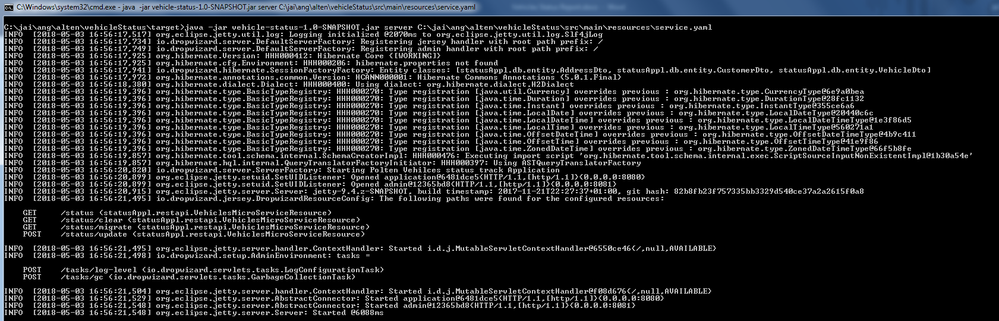 C:\Windows\system32\cmd.exe - java -jar vehicle-status-1.0-SNAPSHOT.jar server C:\jai\ang\alten\vehicleStatus\src\main\resources\service.yaml
C:\jai\ang\alten\vehicleStatus\target>java -jar vehicle-status-1.0-SNAPSHOT.jar server C:\jai\ang\alten\vehicleStatus\src\main\resources\service.yaml
INFO [2018-05-03 16:56:17,517] org.eclipse.jetty.util.log: Logging initialized @2070ms to org.eclipse.jetty.util.log.Slf4jLog
INFO [2018-05-03 16:56:17,734] io.dropwizard.server.DefaultServerFactory: Registering jersey handler with root path prefix: /
INFO [2018-05-03 16:56:17,749] io.dropwizard.server.DefaultServerFactory: Registering admin handler with root path prefix: /
INFO [2018-05-03 16:56:17,925] org.hibernate.Version: HHH000412: Hibernate Core {[WORKING]}
INFO [2018-05-03 16:56:17,925] org.hibernate.cfg.Environment: HHH000206: hibernate.properties not found
INFO [2018-05-03 16:56:17,941] io.dropwizard.hibernate.SessionFactoryFactory: Entity classes: [statusAppl.db.entity.AddressDto, statusAppl.db.entity.CustomerDto, statusAppl.db.entity.VehicleDto]
INFO [2018-05-03 16:56:17,972] org.hibernate.annotations.common.Version: HCANN000001: Hibernate Commons Annotations {5.0.1.Final}
INFO [2018-05-03 16:56:18,380] org.hibernate.dialect.Dialect: HHH000400: Using dialect: org.hibernate.dialect.H2Dialect
INFO [2018-05-03 16:56:19,396] org.hibernate.type.BasicTypeRegistry: HHH000270: Type registration [java.util.Currency] overrides previous : org.hibernate.type.CurrencyType@6e9a0bea
INFO [2018-05-03 16:56:19,396] org.hibernate.type.BasicTypeRegistry: HHH000270: Type registration [java.time.Duration] overrides previous : org.hibernate.type.DurationType@28fc1132
INFO [2018-05-03 16:56:19,396] org.hibernate.type.BasicTypeRegistry: HHH000270: Type registration [java.time.Instant] overrides previous : org.hibernate.type.InstantType@355ce6a6
INFO [2018-05-03 16:56:19,396] org.hibernate.type.BasicTypeRegistry: HHH000270: Type registration [java.time.LocalDate] overrides previous : org.hibernate.type.LocalDateType@20440c6c
INFO [2018-05-03 16:56:19,396] org.hibernate.type.BasicTypeRegistry: HHH000270: Type registration [java.time.LocalDateTime] overrides previous : org.hibernate.type.LocalDateTimeType@1e3f86d5
INFO [2018-05-03 16:56:19,396] org.hibernate.type.BasicTypeRegistry: HHH000270: Type registration [java.time.LocalTime] overrides previous : org.hibernate.type.LocalTimeType@560271a1
INFO [2018-05-03 16:56:19,396] org.hibernate.type.BasicTypeRegistry: HHH000270: Type registration [java.time.OffsetDateTime] overrides previous : org.hibernate.type.OffsetDateTimeType@4b9c411
INFO [2018-05-03 16:56:19,396] org.hibernate.type.BasicTypeRegistry: HHH000270: Type registration [java.time.OffsetTime] overrides previous : org.hibernate.type.OffsetTimeType@41e9f86
INFO [2018-05-03 16:56:19,396] org.hibernate.type.BasicTypeRegistry: HHH000270: Type registration [java.time.ZonedDateTime] overrides previous : org.hibernate.type.ZonedDateTimeType@66f5b8fe
INFO [2018-05-03 16:56:19,857] org.hibernate.tool.schema.internal.SchemaCreatorImpl: HHH000476: Executing import script 'org.hibernate.tool.schema.internal.exec.ScriptSourceInputNonExistentImpl@1b30a54e'
INFO [2018-05-03 16:56:19,857] org.hibernate.hql.internal.QueryTranslatorFactoryInitiator: HHH000397: Using ASTQueryTranslatorFactory
INFO [2018-05-03 16:56:20,820] io.dropwizard.server.ServerFactory: Starting Polten Vehilces status track Application
INFO [2018-05-03 16:56:20,899] org.eclipse.jetty.setuid.SetUIDListener: Opened application@6481dce5{HTTP/1.1,[http/1.1]}{0.0.0.0:8080}
INFO [2018-05-03 16:56:20,899] org.eclipse.jetty.setuid.SetUIDListener: Opened admin@12365bd8{HTTP/1.1,[http/1.1]}{0.0.0.0:8081}
INFO [2018-05-03 16:56:20,915] org.eclipse.jetty.server.Server: jetty-9.4.z-SNAPSHOT, build timestamp: 2017-11-21T22:27:37+01:00, git hash: 82b8fb23f757335bb3329d540ce37a2a2615f0a8
INFO [2018-05-03 16:56:21,495] io.dropwizard.jersey.DropwizardResourceConfig: The following paths were found for the configured resources:
GET /status (statusAppl.restapi.VehiclesMicroServiceResource)
GET /status/clear (statusAppl.restapi.VehiclesMicroServiceResource)
GET /status/migrate (statusAppl.restapi.VehiclesMicroServiceResource)
POST /status/update (statusAppl.restapi.VehiclesMicroServiceResource)
INFO [2018-05-03 16:56:21,495] org.eclipse.jetty.server.handler.ContextHandler: Started i.d.j.MutableServletContextHandler@6550ce46{/,null,AVAILABLE}
INFO [2018-05-03 16:56:21,498] io.dropwizard.setup.AdminEnvironment: tasks =
POST /tasks/log-level (io.dropwizard.servlets.tasks.LogConfigurationTask)
POST /tasks/gc (io.dropwizard.servlets.tasks.GarbageCollectionTask)
INFO [2018-05-03 16:56:21,504] org.eclipse.jetty.server.handler.ContextHandler: Started i.d.j.MutableServletContextHandler@f08d676{/,null,AVAILABLE}
INFO [2018-05-03 16:56:21,529] org.eclipse.jetty.server.AbstractConnector: Started application@6481dce5{HTTP/1.1,[http/1.1]}{0.0.0.0:8080}
INFO [2018-05-03 16:56:21,548] org.eclipse.jetty.server.AbstractConnector: Started admin@12365bd8{HTTP/1.1,[http/1.1]}{0.0.0.0:8081}
INFO [2018-05-03 16:56:21,548] org.eclipse.jetty.server.Server: Started @6088ms